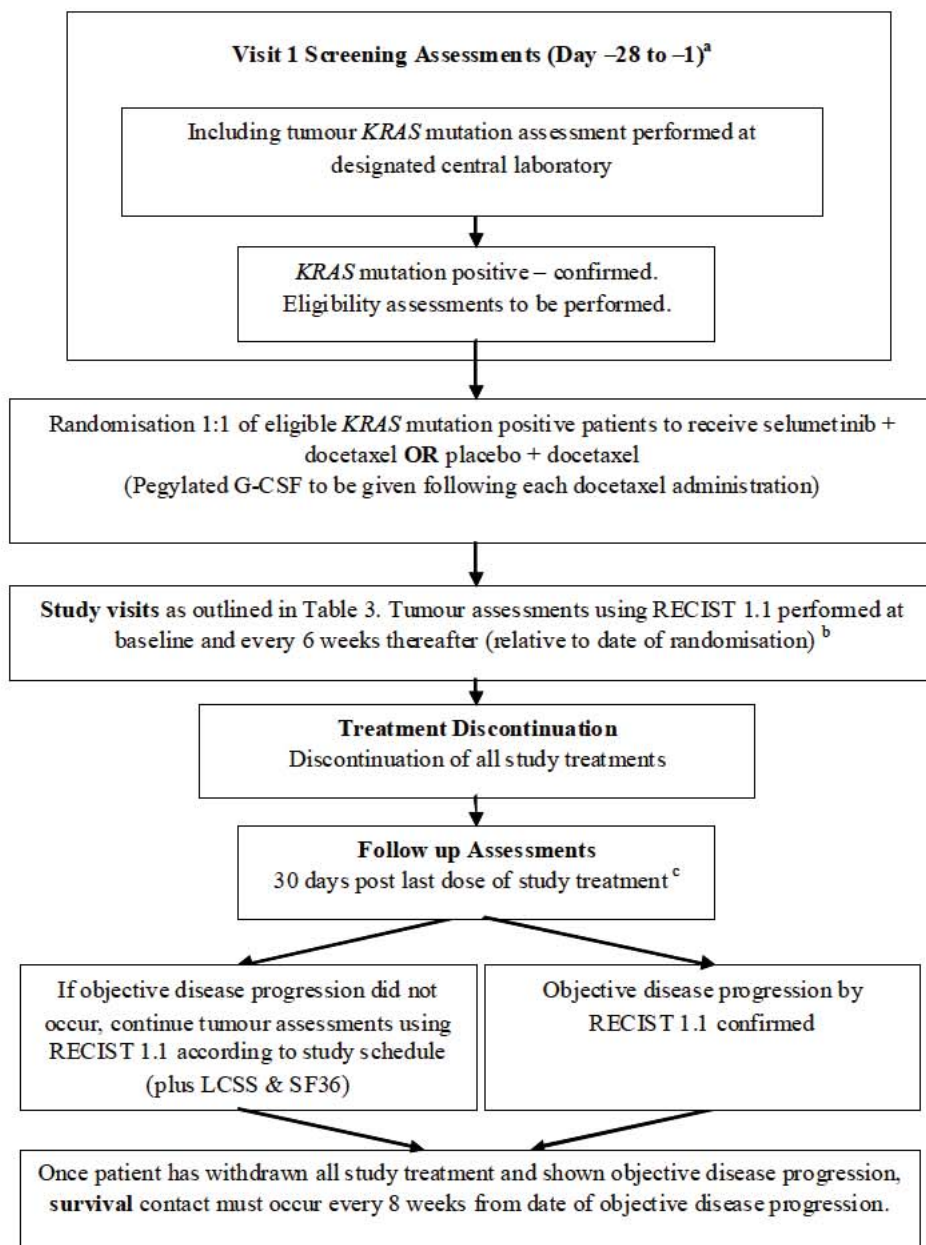 Visit 1 Screening Assessments (Day –28 to –1)a
Including tumour KRAS mutation assessment performed at
designated central laboratory
KRAS mutation positive – confirmed.
Eligibility assessments to be performed.
Randomisation 1:1 of eligible KRAS mutation positive patients to receive selumetinib +
docetaxel OR placebo + docetaxel
(Pegylated G-CSF to be given following each docetaxel administration)
Study visits as outlined in Table 3. Tumour assessments using RECIST 1.1 performed at
baseline and every 6 weeks thereafter (relative to date of randomisation) b
Treatment Discontinuation
Discontinuation of all study treatments
Follow up Assessments
30 days post last dose of study treatment c
If objective disease progression did not
occur, continue tumour assessments using
RECIST 1.1 according to study schedule
(plus LCSS & SF36)
Objective disease progression by
RECIST 1.1 confirmed
Once patient has withdrawn all study treatment and shown objective disease progression,
survival contact must occur every 8 weeks from date of objective disease progression.